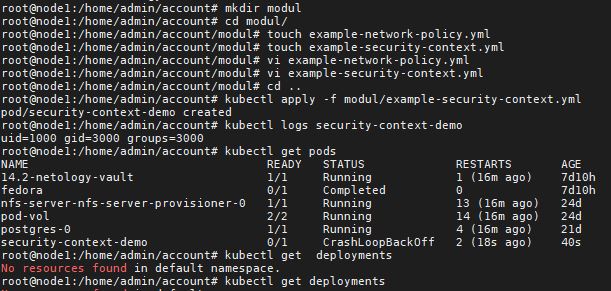 root@node1:/home/admin/account# mkdir modul
root@node1:/home/admin/account# cd modul/
root@node1:/home/admin/account/modul# touch example-network-policy.yml
root@node1:/home/admin/account/modul# touch example-security-context.yml
root@node1:/home/admin/account/modul# vi example-network-policy.yml
root@node1:/home/admin/account/modul# vi example-security-context.yml
root@node1:/home/admin/account/modul# cd ..
root@node1:/home/admin/account# kubectl apply -f modul/example-security-context.yml
pod/security-context-demo created
root@node1:/home/admin/account# kubectl logs security-context-demo
uid=1000 gid=3000 groups=3000
root@node1:/home/admin/account# kubectl get pods
NAME READY STATUS RESTARTS AGE
14.2-netology-vault 1/1 Running 1 (16m ago) 7d10h
fedora 0/1 Completed 0 7d10h
nfs-server-nfs-server-provisioner-0 1/1 Running 13 (16m ago) 24d
pod-vol 2/2 Running 14 (16m ago) 24d
postgres-0 1/1 Running 4 (16m ago) 21d
security-context-demo 0/1 CrashLoopBackOff 2 (18s ago) 40s
root@node1:/home/admin/account# kubectl get  deployments
No resources found in default namespace.
root@node1:/home/admin/account# kubectl get deployments